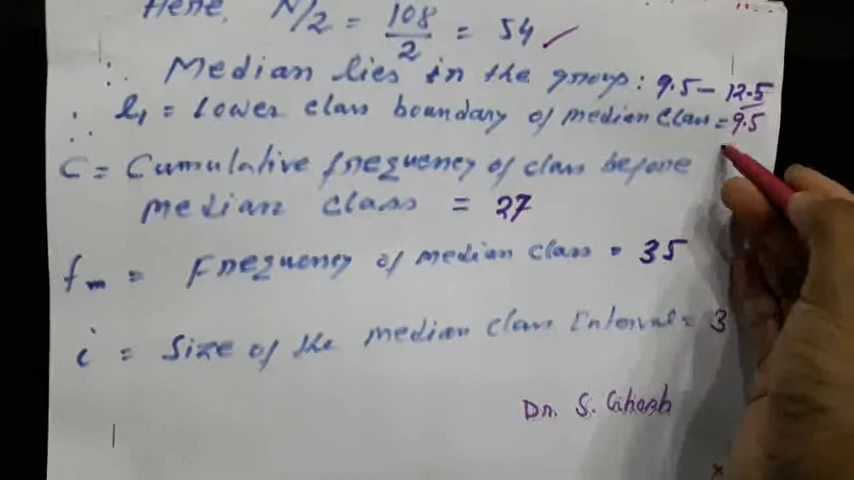 Here, N/2 = 108/2 = 54 ✓
∴ Median lies in the group: 9.5 – 12.5
∴ l₁ = lower class boundary of median class = 9.5
C = Cumulative frequency of class before
median class = 27
fm = Frequency of median class = 35
i = Size of the median class interval = 3
Dr. S. Ghosh